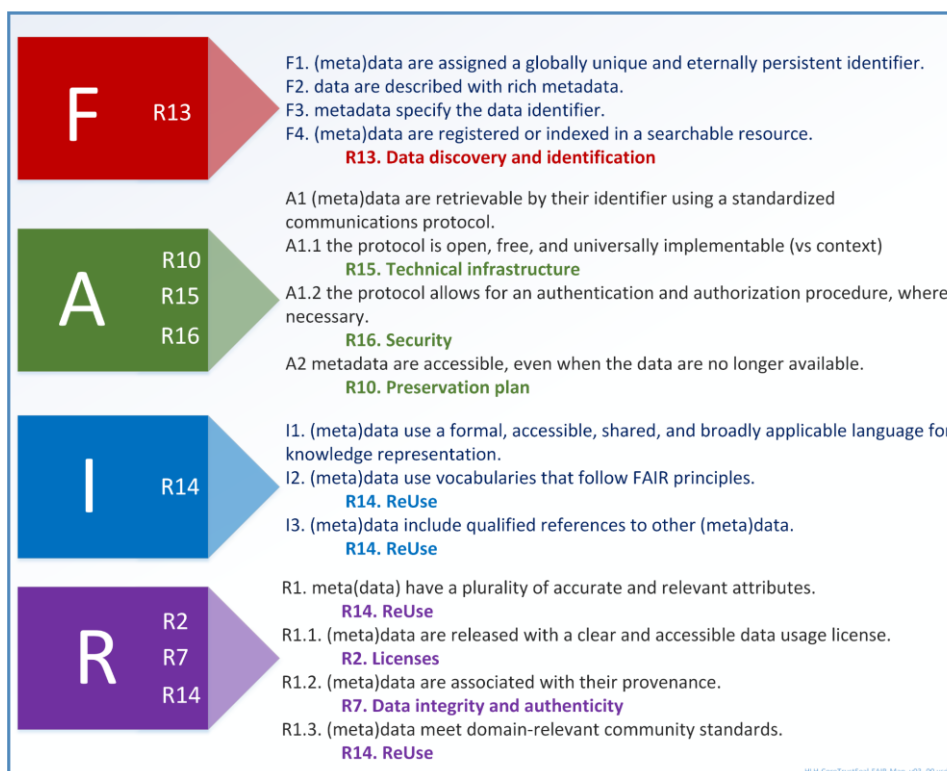 F
R13
F1. (meta)data are assigned a globally unique and eternally persistent identifier.
F2. data are described with rich metadata.
F3. metadata specify the data identifier.
F4. (meta)data are registered or indexed in a searchable resource.
R13. Data discovery and identification
A
R10
R15
R16
A1 (meta)data are retrievable by their identifier using a standardized
communications protocol.
A1.1 the protocol is open, free, and universally implementable (vs context)
R15. Technical infrastructure
A1.2 the protocol allows for an authentication and authorization procedure, where
necessary.
R16. Security
A2 metadata are accessible, even when the data are no longer available.
R10. Preservation plan
I
R14
I1. (meta)data use a formal, accessible, shared, and broadly applicable language for
knowledge representation.
I2. (meta)data use vocabularies that follow FAIR principles.
R14. ReUse
I3. (meta)data include qualified references to other (meta)data.
R14. ReUse
R
R2
R7
R14
R1. meta(data) have a plurality of accurate and relevant attributes.
R14. ReUse
R1.1. (meta)data are released with a clear and accessible data usage license.
R2. Licenses
R1.2. (meta)data are associated with their provenance.
R7. Data integrity and authenticity
R1.3. (meta)data meet domain-relevant community standards.
R14. ReUse